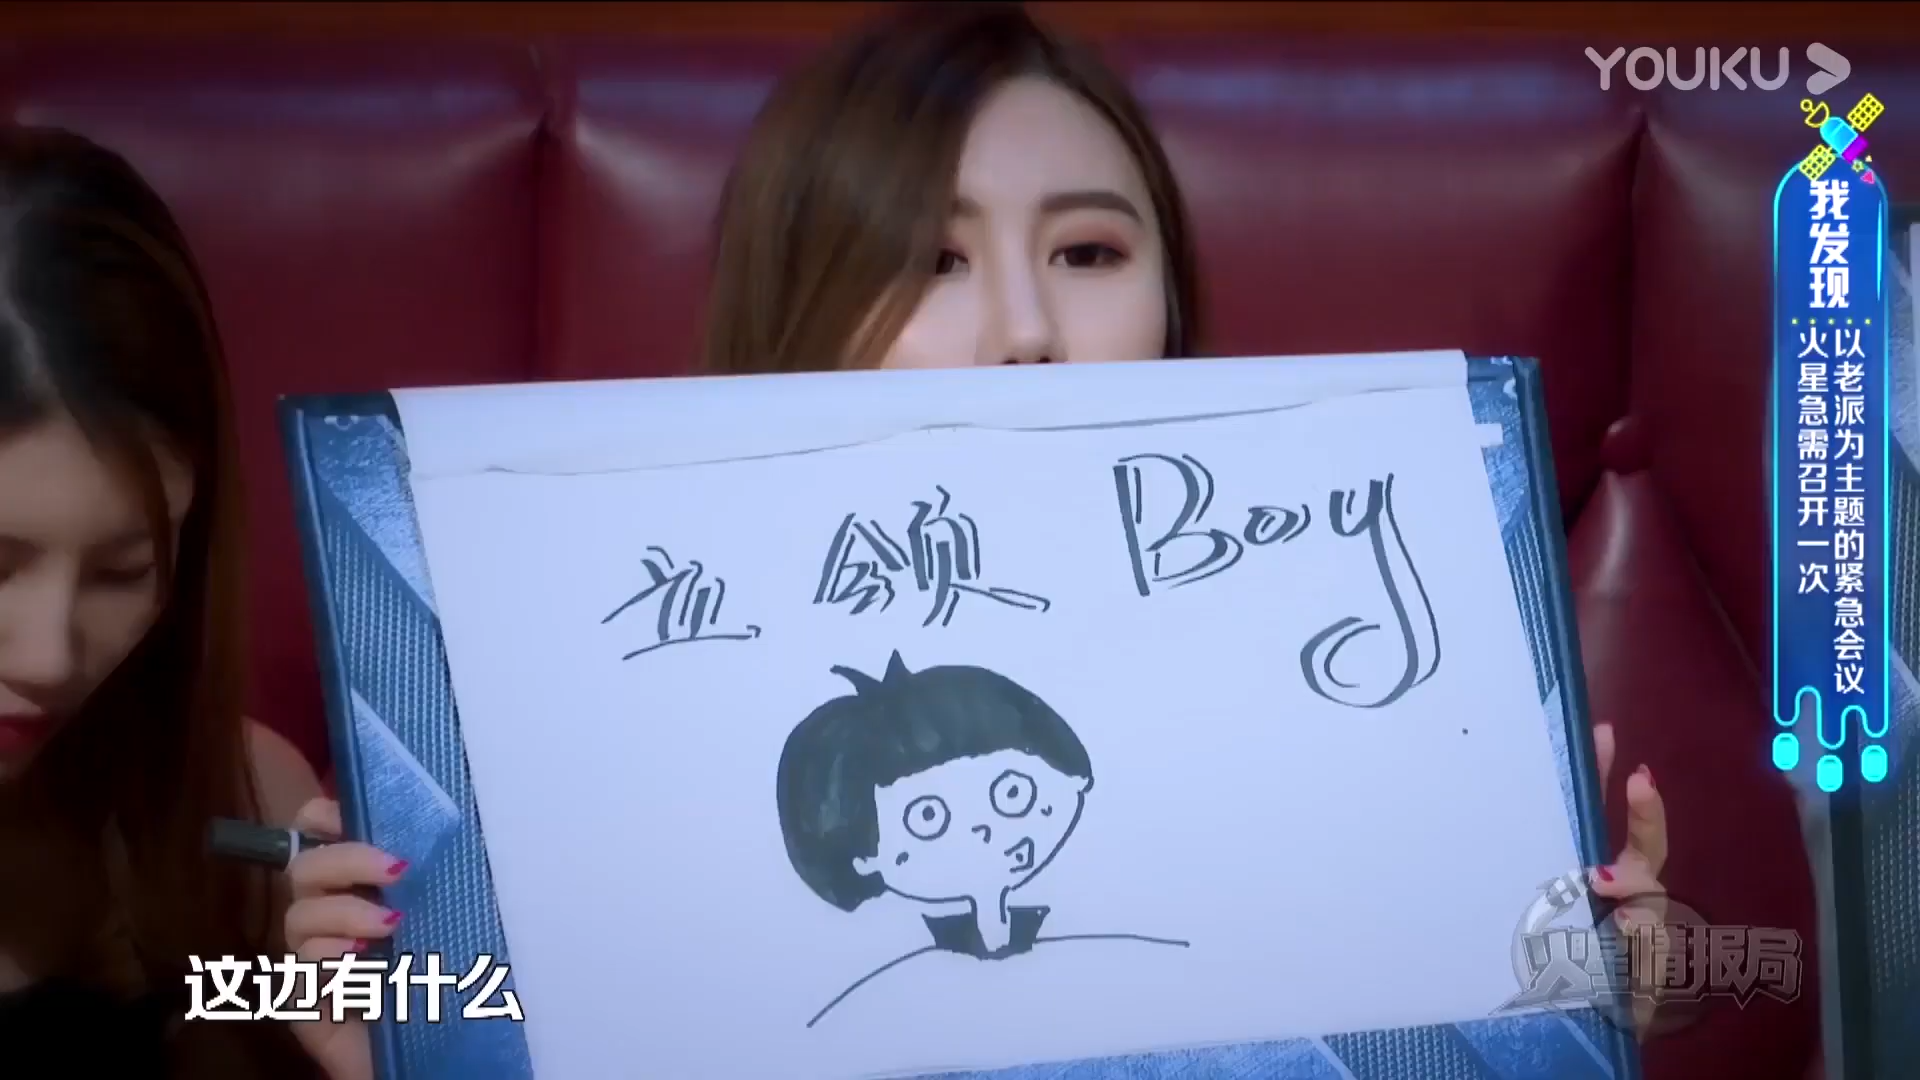 YOUKU
我发现
以老派为主题的紧急会议
火星急需召开一次
立领 Boy
这边有什么
火星情报局